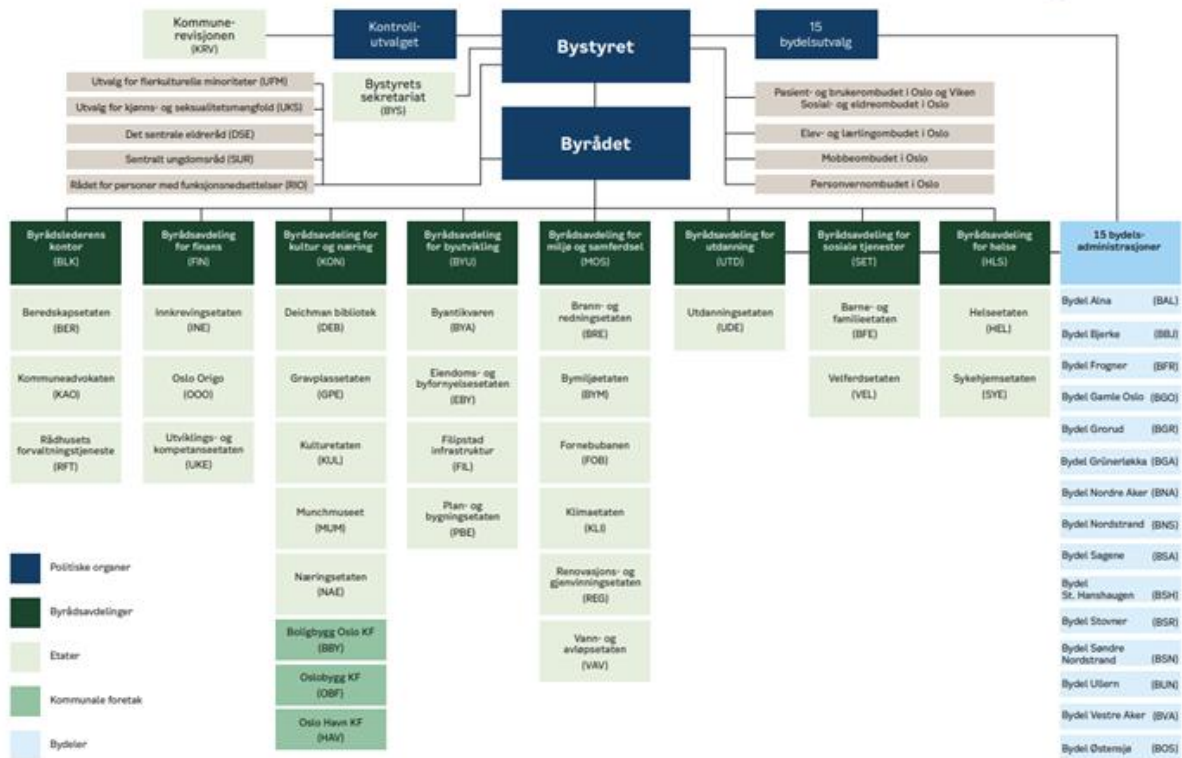 Kommune-
revisjonen
(KRV)
Kontroll-
utvalget
Bystyret
15
bydelsutvalg
Utvalg for flerkulturelle minoriteter (UFM)
Utvalg for kjønns- og seksualitetsmangfold (UKS)
Det sentrale eldreråd (DSE)
Sentralt ungdomsråd (SUR)
Rådet for personer med funksjonsnedsettelser (RIO)
Bystyrets
sekretariat
(BYS)
Byrådet
Pasient- og brukerombudet i Oslo og Viken
Sosial- og eldreombudet i Oslo
Elev- og lærlingombudet i Oslo
Mobbeombudet i Oslo
Personvernombudet i Oslo
Byrådslederens
kontor
(BLK)
Beredskapsetaten
(BER)
Kommuneadvokaten
(KAO)
Rådhusets
forvaltningstjeneste
(RFT)
Byrådsavdeling
for finans
(FIN)
Innkrevingsetaten
(INE)
Oslo Origo
(OOO)
Utviklings- og
kompetanseetaten
(UKE)
Byrådsavdeling for
kultur og næring
(KON)
Deichman bibliotek
(DEB)
Gravplassetaten
(GPE)
Kulturetaten
(KUL)
Munchmuseet
(MUM)
Næringsetaten
(NAE)
Boligbygg Oslo KF
(BBY)
Oslobygg KF
(OBF)
Oslo Havn KF
(HAV)
Byrådsavdeling
for byutvikling
(BYU)
Byantikvaren
(BYA)
Eiendoms- og
byfornyelsesetaten
(EBY)
Filipstad
infrastruktur
(FIL)
Plan- og
bygningsetaten
(PBE)
Byrådsavdeling for
miljø og samferdsel
(MOS)
Brann- og
redningsetaten
(BRE)
Bymiljøetaten
(BYM)
Fornebubanen
(FOB)
Klimaetaten
(KLI)
Renovasjons- og
gjenvinningsetaten
(REG)
Vann- og
avløpsetaten
(VAV)
Byrådsavdeling for
utdanning
(UTD)
Utdanningsetaten
(UDE)
Byrådsavdeling for
sosiale tjenester
(SET)
Barne- og
familieetaten
(BFE)
Velferdsetaten
(VEL)
Byrådsavdeling
for helse
(HLS)
Helseetaten
(HEL)
Sykehjemsetaten
(SYE)
15 bydels-
administrasjoner
Bydel Alna (BAL)
Bydel Bjerke (BBJ)
Bydel Frogner (BFR)
Bydel Gamle Oslo (BGO)
Bydel Grorud (BGR)
Bydel Grünerløkka (BGA)
Bydel Nordre Aker (BNA)
Bydel Nordstrand (BNS)
Bydel Sagene (BSA)
Bydel
St. Hanshaugen (BSH)
Bydel Stovner (BSR)
Bydel Søndre
Nordstrand (BSN)
Bydel Ullern (BUN)
Bydel Vestre Aker (BVA)
Bydel Østensjø (BOS)
Politiske organer
Byrådsavdelinger
Etater
Kommunale foretak
Bydeler